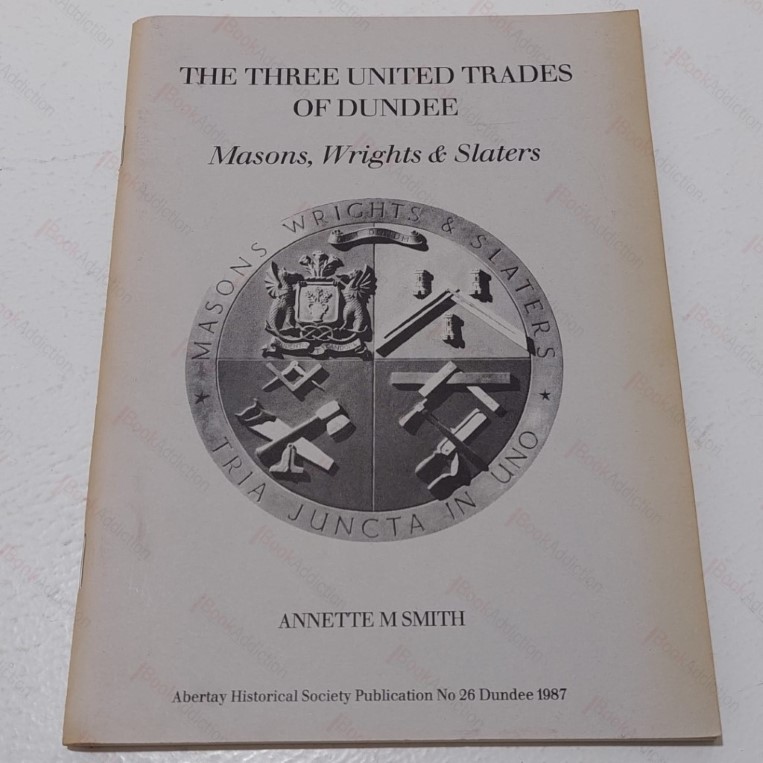 THE THREE UNITED TRADES
OF DUNDEE
Masons, Wrights & Slaters
MASONS WRIGHTS & SLATERS
TRIA JUNCTA IN UNO
ANNETTE M SMITH
Abertay Historical Society Publication No 26 Dundee 1987
BookAddiction